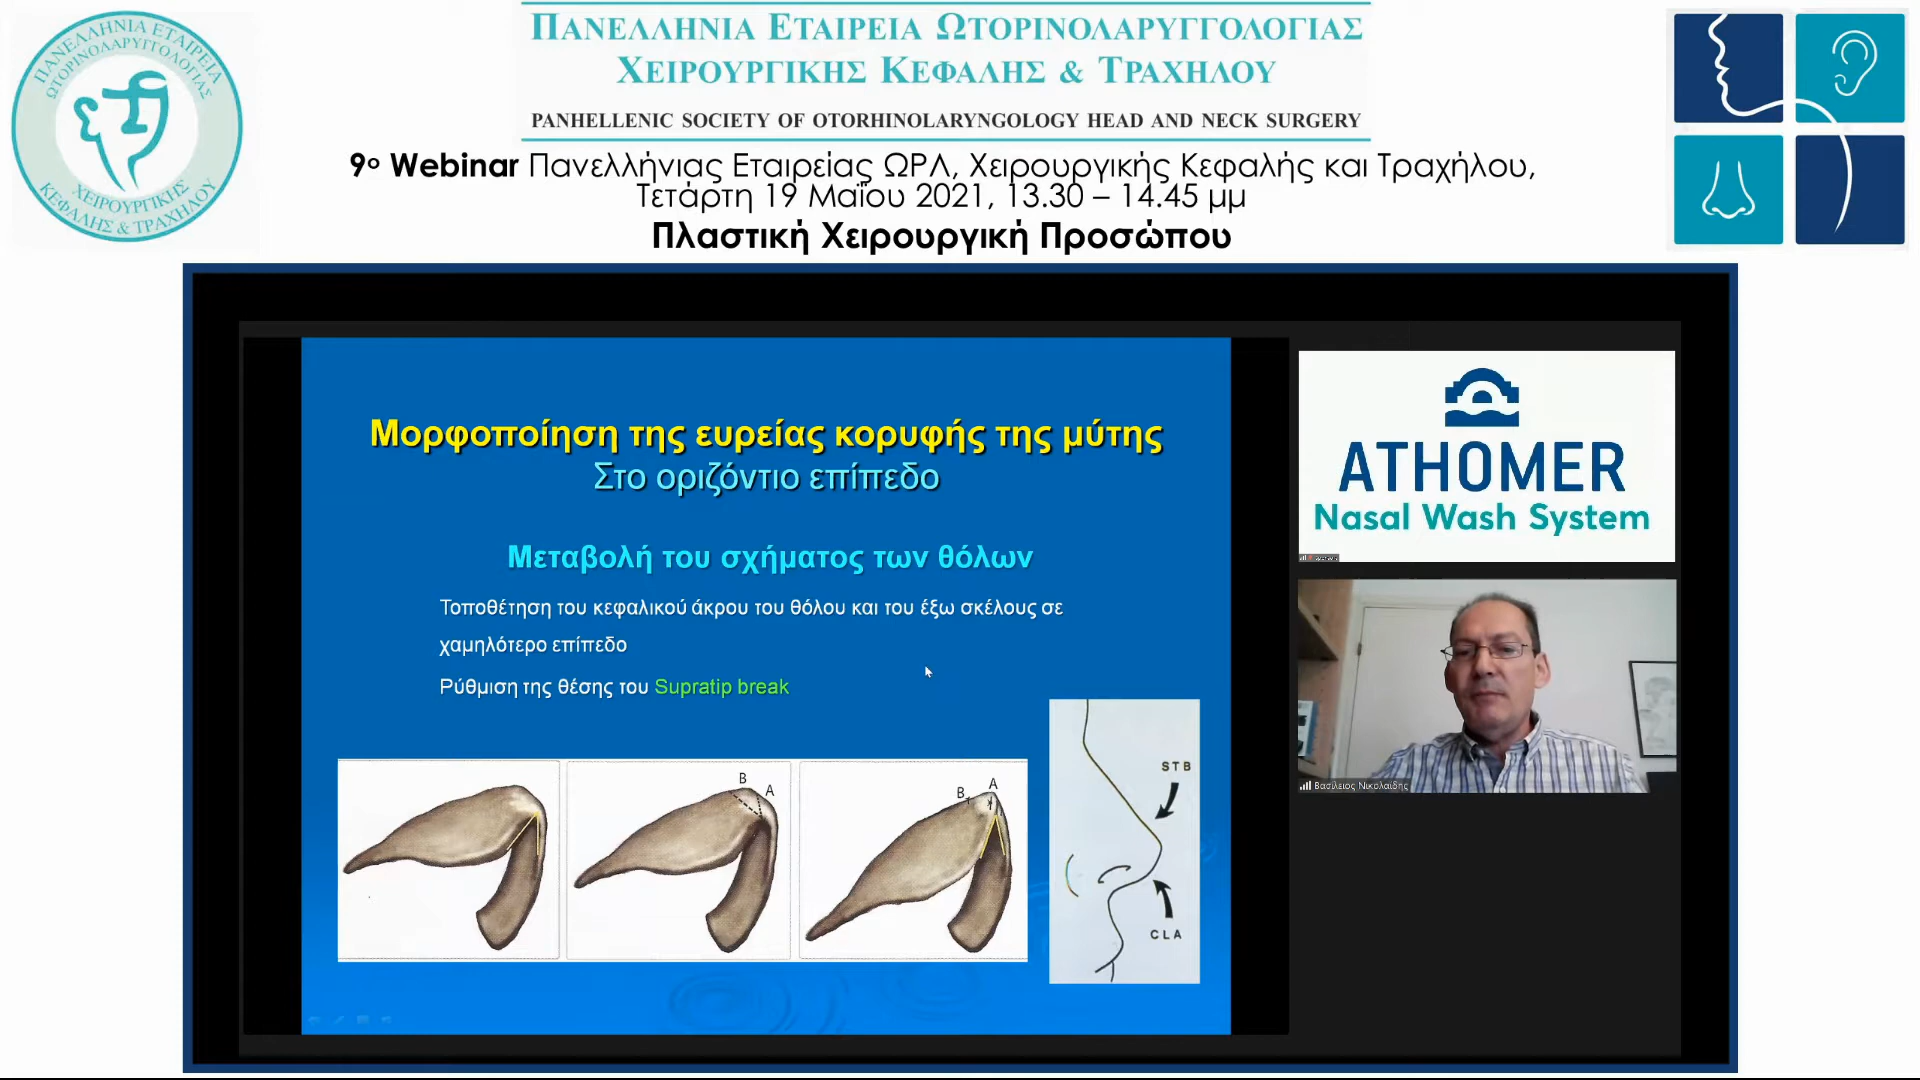 ΠΑΝΕΛΛΗΝΙΑ ΕΤΑΙΡΕΙΑ
ΩΤΟΡΙΝΟΛΑΡΥΓΓΟΛΟΓΙΑΣ
ΧΕΙΡΟΥΡΓΙΚΗΣ
ΚΕΦΑΛΗΣ & ΤΡΑΧΗΛΟΥ
ΠΑΝΕΛΛΗΝΙΑ ΕΤΑΙΡΕΙΑ ΩΤΟΡΙΝΟΛΑΡΥΓΓΟΛΟΓΙΑΣ
ΧΕΙΡΟΥΡΓΙΚΗΣ ΚΕΦΑΛΗΣ & ΤΡΑΧΗΛΟΥ
PANHELLENIC SOCIETY OF OTORHINOLARYNGOLOGY HEAD AND NECK SURGERY
9ο Webinar Πανελλήνιας Εταιρείας ΩΡΛ, Χειρουργικής Κεφαλής και Τραχήλου,
Τετάρτη 19 Μαΐου 2021, 13.30 – 14.45 μμ
Πλαστική Χειρουργική Προσώπου
Μορφοποίηση της ευρείας κορυφής της μύτης
Στο οριζόντιο επίπεδο
Μεταβολή του σχήματος των θόλων
Τοποθέτηση του κεφαλικού άκρου του θόλου και του έξω σκέλους σε
χαμηλότερο επίπεδο
Ρύθμιση της θέσης του Supratip break
B
A
B
A
STB
CLA
ATHOMER
Nasal Wash System
Βασίλειος Νικολαΐδης